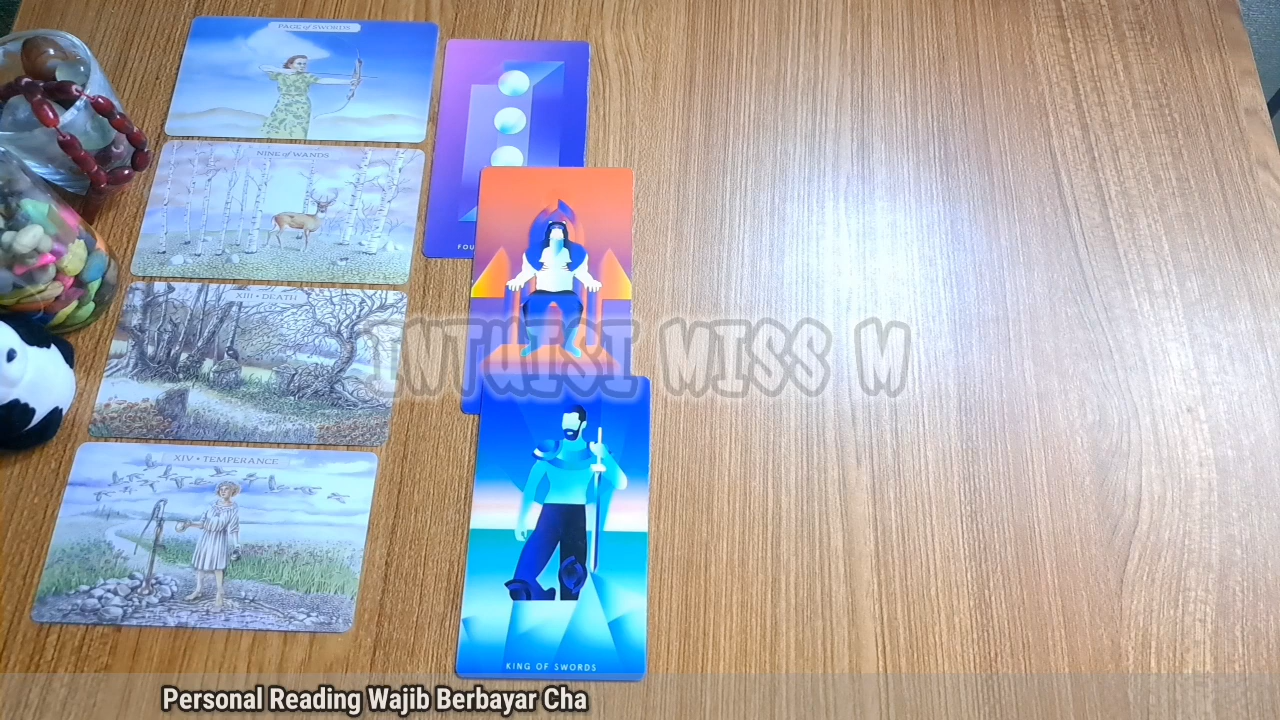 PAGE of SWORDS
NINE of WANDS
FOU
XIII • DEATH
INTUISI MISS M
XIV • TEMPERANCE
KING OF SWORDS
Personal Reading Wajib Berbayar Cha